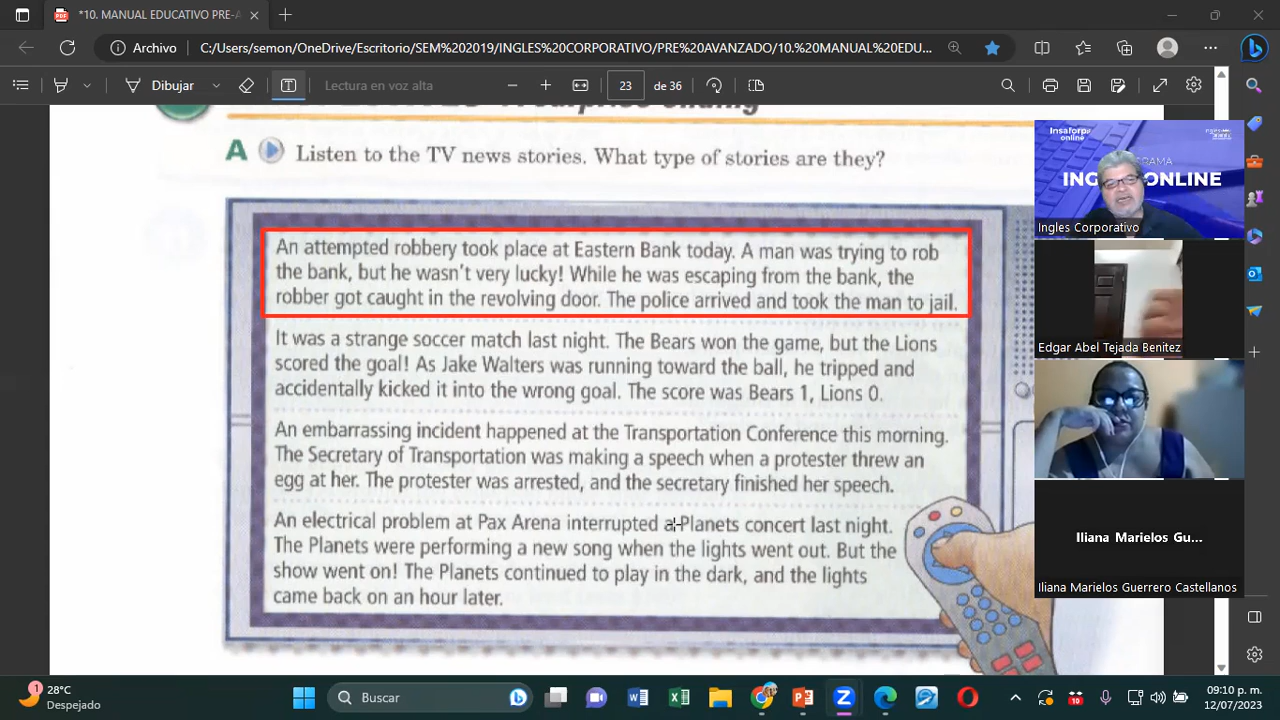 *10. MANUAL EDUCATIVO PRE-A
Archivo
C:/Users/semon/OneDrive/Escritorio/SEM%202019/INGLES%20CORPORATIVO/PRE%20AVANZADO/10.%20MANUAL%20EDU...
Dibujar
Lectura en voz alta
23
de 36
A Listen to the TV news stories. What type of stories are they?
An attempted robbery took place at Eastern Bank today. A man was trying to rob
the bank, but he wasn't very lucky! While he was escaping from the bank, the
robber got caught in the revolving door. The police arrived and took the man to jail.
It was a strange soccer match last night. The Bears won the game, but the Lions
scored the goal! As Jake Walters was running toward the ball, he tripped and
accidentally kicked it into the wrong goal. The score was Bears 1, Lions 0.
An embarrassing incident happened at the Transportation Conference this morning.
The Secretary of Transportation was making a speech when a protester threw an
egg at her. The protester was arrested, and the secretary finished her speech.
An electrical problem at Pax Arena interrupted a Planets concert last night.
The Planets were performing a new song when the lights went out. But the
show went on! The Planets continued to play in the dark, and the lights
came back on an hour later.
Insaforp
online
ING ONLINE
Ingles Corporativo
Edgar Abel Tejada Benitez
Iliana Marielos Gu...
Iliana Marielos Guerrero Castellanos
1
28°C
Despejado
Buscar
10
09:10 p. m.
12/07/2023